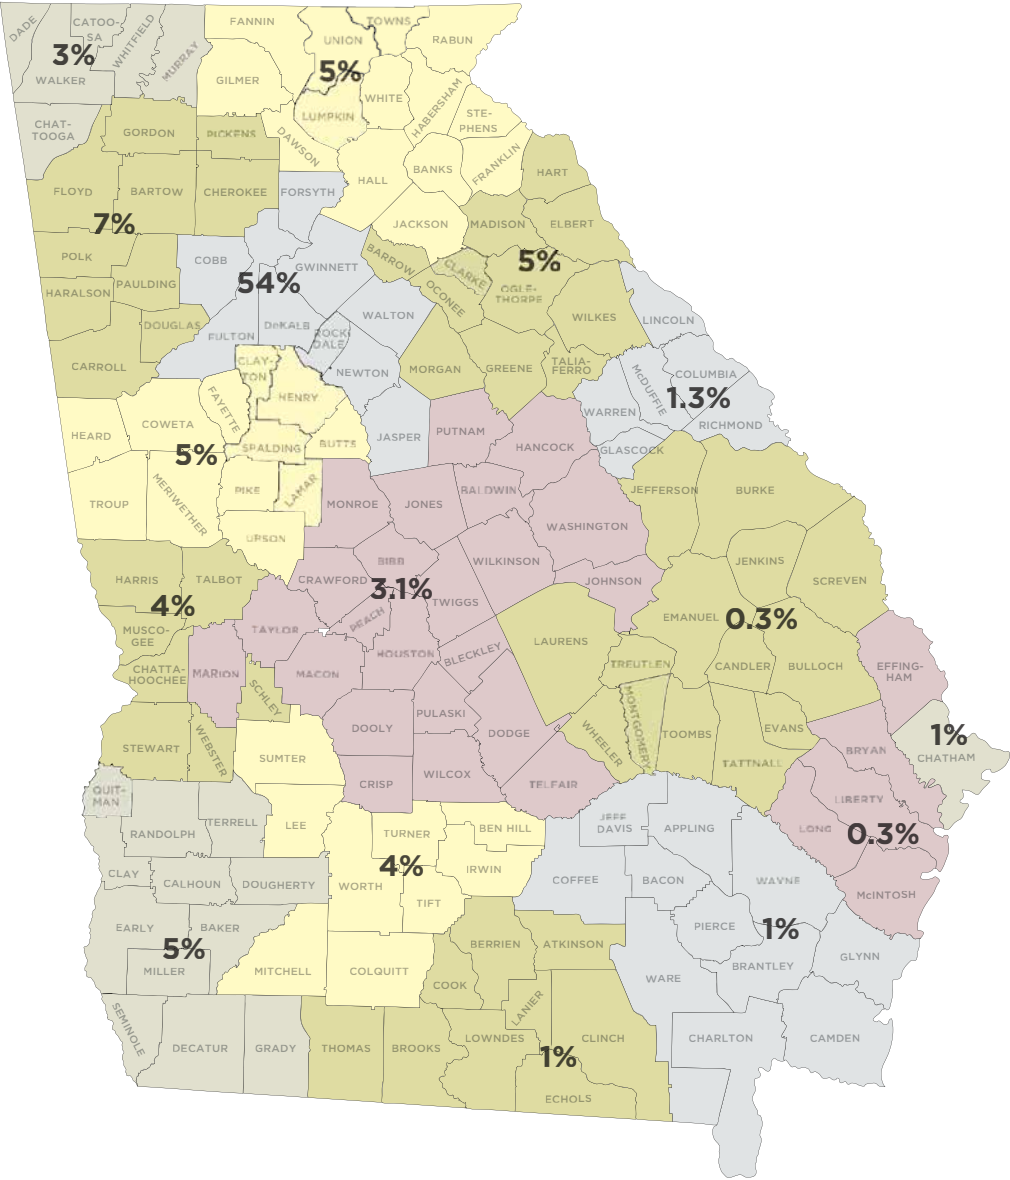 FANNIN
TOWNS
UNION
RABUN
DADE
CATOO-
SA
WHITFIELD
MURRAY
3%
WALKER
GILMER
5%
WHITE
HABERSHAM
LUMPKIN
STE-
PHENS
CHAT-
TOOGA
GORDON
PICKENS
DAWSON
HALL
BANKS
FRANKLIN
HART
FLOYD
BARTOW
CHEROKEE
FORSYTH
7%
JACKSON
MADISON
ELBERT
POLK
COBB
GWINNETT
BARROW
CLARKE
5%
HARALSON
PAULDING
54%
OCONEE
OGLE-
THORPE
WALTON
WILKES
LINCOLN
DOUGLAS
FULTON
DeKALB
ROCK-
DALE
CARROLL
CLAY-
TON
NEWTON
MORGAN
GREENE
TALIA-
FERRO
McDUFFIE
COLUMBIA
1.3%
HEARD
COWETA
FAYETTE
HENRY
WARREN
RICHMOND
5%
SPALDING
BUTTS
JASPER
PUTNAM
HANCOCK
GLASCOCK
TROUP
MERIWETHER
PIKE
LAMAR
MONROE
JONES
BALDWIN
JEFFERSON
BURKE
UPSON
WASHINGTON
HARRIS
TALBOT
CRAWFORD
BIBB
WILKINSON
JENKINS
4%
3.1%
JOHNSON
SCREVEN
TWIGGS
EMANUEL
0.3%
MUSCO-
GEE
TAYLOR
PEACH
LAURENS
CHATTA-
HOOCHEE
MARION
MACON
HOUSTON
BLECKLEY
TREUTLEN
CANDLER
BULLOCH
EFFING-
HAM
SCHLEY
STEWART
WEBSTER
DOOLY
PULASKI
DODGE
WHEELER
MONTGOMERY
TOOMBS
EVANS
1%
CHATHAM
SUMTER
BRYAN
TATTNALL
CRISP
WILCOX
TELFAIR
QUIT-
MAN
LIBERTY
RANDOLPH
TERRELL
LEE
TURNER
BEN HILL
JEFF
DAVIS
APPLING
LONG
0.3%
CLAY
CALHOUN
DOUGHERTY
4%
WORTH
IRWIN
COFFEE
BACON
WAYNE
McINTOSH
TIFT
EARLY
BAKER
5%
PIERCE
1%
MILLER
MITCHELL
COLQUITT
BERRIEN
ATKINSON
GLYNN
COOK
WARE
BRANTLEY
LANIER
SEMINOLE
DECATUR
GRADY
THOMAS
BROOKS
LOWNDES
CLINCH
1%
CHARLTON
CAMDEN
ECHOLS